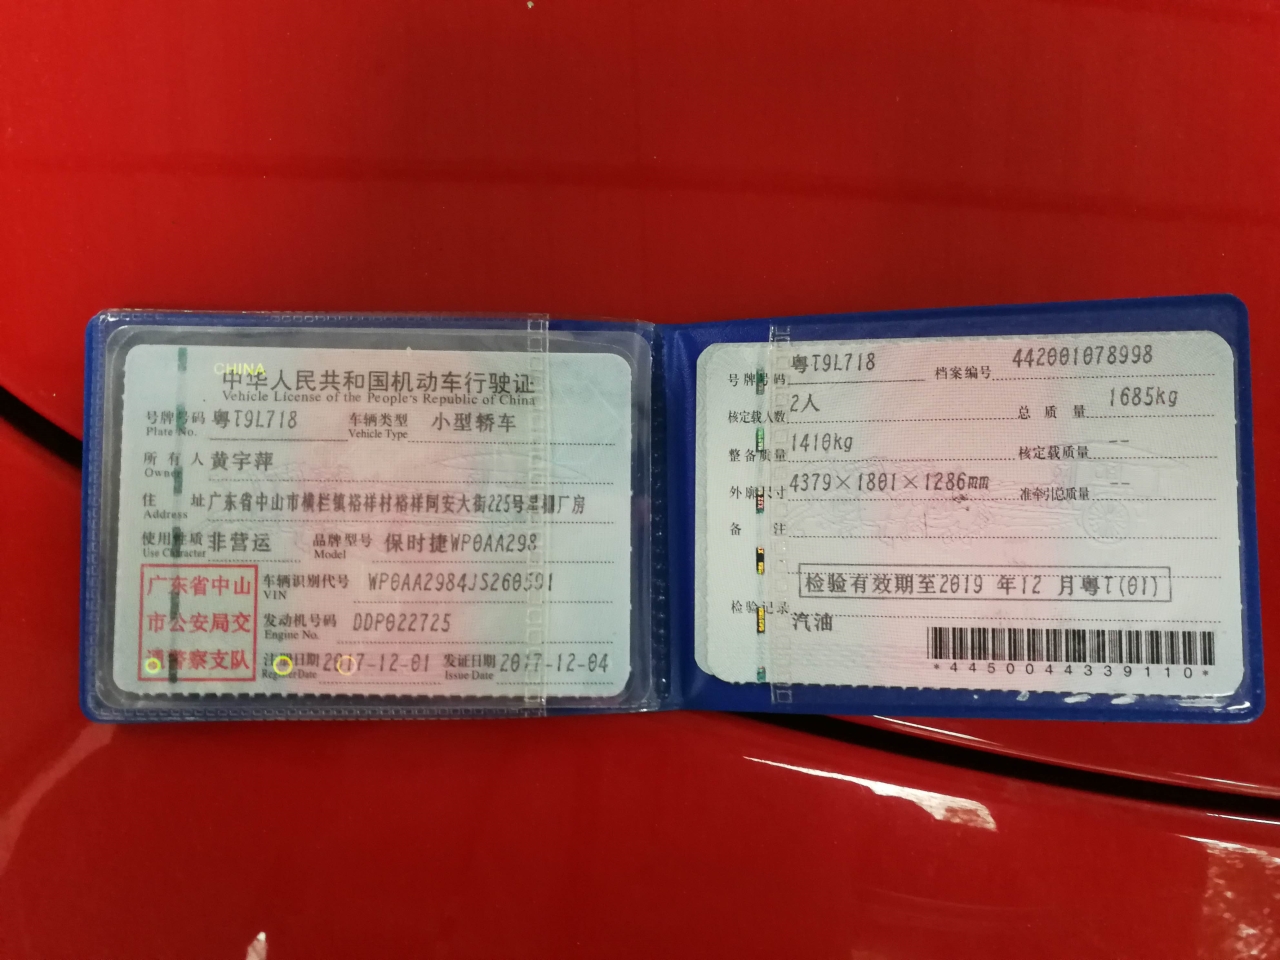 CHINA
中华人民共和国机动车行驶证
Vehicle License of the People's Republic of China
号牌号码 粤T9L718 车辆类型 小型轿车
Plate No. Vehicle Type
所有人 黄宇萍
Owner
住址 广东省中山市横栏镇裕祥村裕祥同安大街225号 厂房
Address
使用性质 非营运 品牌型号 保时捷WP0AA298
Use Character Model
广东省中山
市公安局交
通警察支队
车辆识别代号 WP0AA2984JS260591
VIN
发动机号码 DDP022725
Engine No.
注册日期 2017-12-01 发证日期 2017-12-04
Register Date Issue Date
号牌号码 粤T9L718 档案编号 442001078998
核定载人数 2人 总质量 1685kg
整备质量 1410kg 核定载质量 --
外廓尺寸 4379×1801×1286mm 准牵引总质量 --
备注
检验有效期至2019 年12 月粤T(01)
检验记录
汽油
*4450044339110*